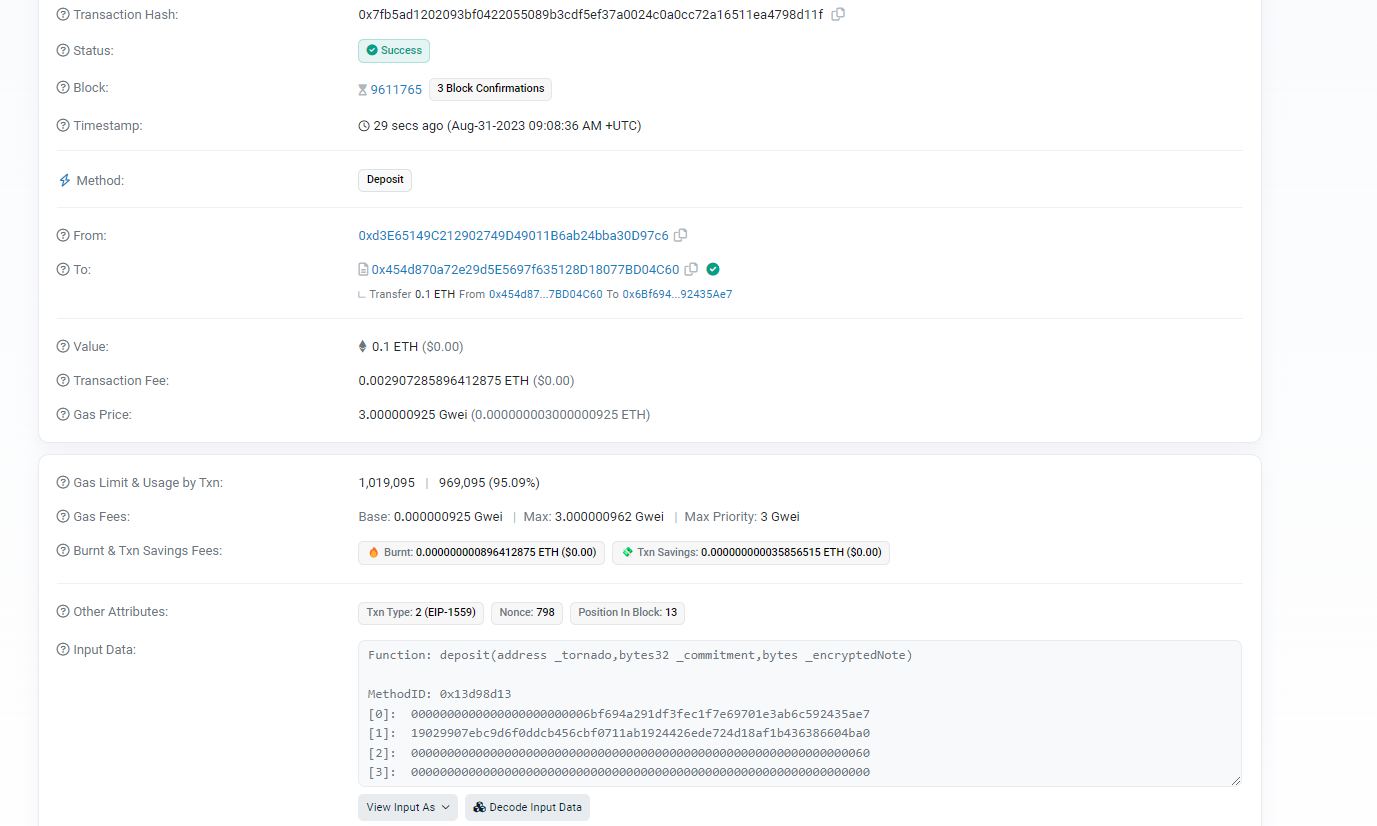 Transaction Hash: 0x7fb5ad1202093bf0422055089b3cdf5ef37a0024c0a0cc72a16511ea4798d11f
Status: Success
Block: 9611765 3 Block Confirmations
Timestamp: 29 secs ago (Aug-31-2023 09:08:36 AM +UTC)
Method: Deposit
From: 0xd3E65149C212902749D49011B6ab24bba30D97c6
To: 0x454d870a72e29d5E5697f635128D18077BD04C60
Transfer 0.1 ETH From 0x454d87...7BD04C60 To 0x6Bf694...92435Ae7
Value: 0.1 ETH ($0.00)
Transaction Fee: 0.002907285896412875 ETH ($0.00)
Gas Price: 3.000000925 Gwei (0.000000003000000925 ETH)
Gas Limit & Usage by Txn: 1,019,095 | 969,095 (95.09%)
Gas Fees: Base: 0.000000925 Gwei | Max: 3.000000962 Gwei | Max Priority: 3 Gwei
Burnt & Txn Savings Fees: Burnt: 0.000000000896412875 ETH ($0.00) Txn Savings: 0.000000000035856515 ETH ($0.00)
Other Attributes: Txn Type: 2 (EIP-1559) Nonce: 798 Position In Block: 13
Input Data: Function: deposit(address _tornado,bytes32 _commitment,bytes _encryptedNote)
MethodID: 0x13d98d13
[0]: 0000000000000000000000006bf694a291df3fec1f7e69701e3ab6c592435ae7
[1]: 19029907ebc9d6f0ddcb456cbf0711ab1924426ede724d18af1b436386604ba0
[2]: 0000000000000000000000000000000000000000000000000000000000000060
[3]: 0000000000000000000000000000000000000000000000000000000000000000
View Input As Decode Input Data